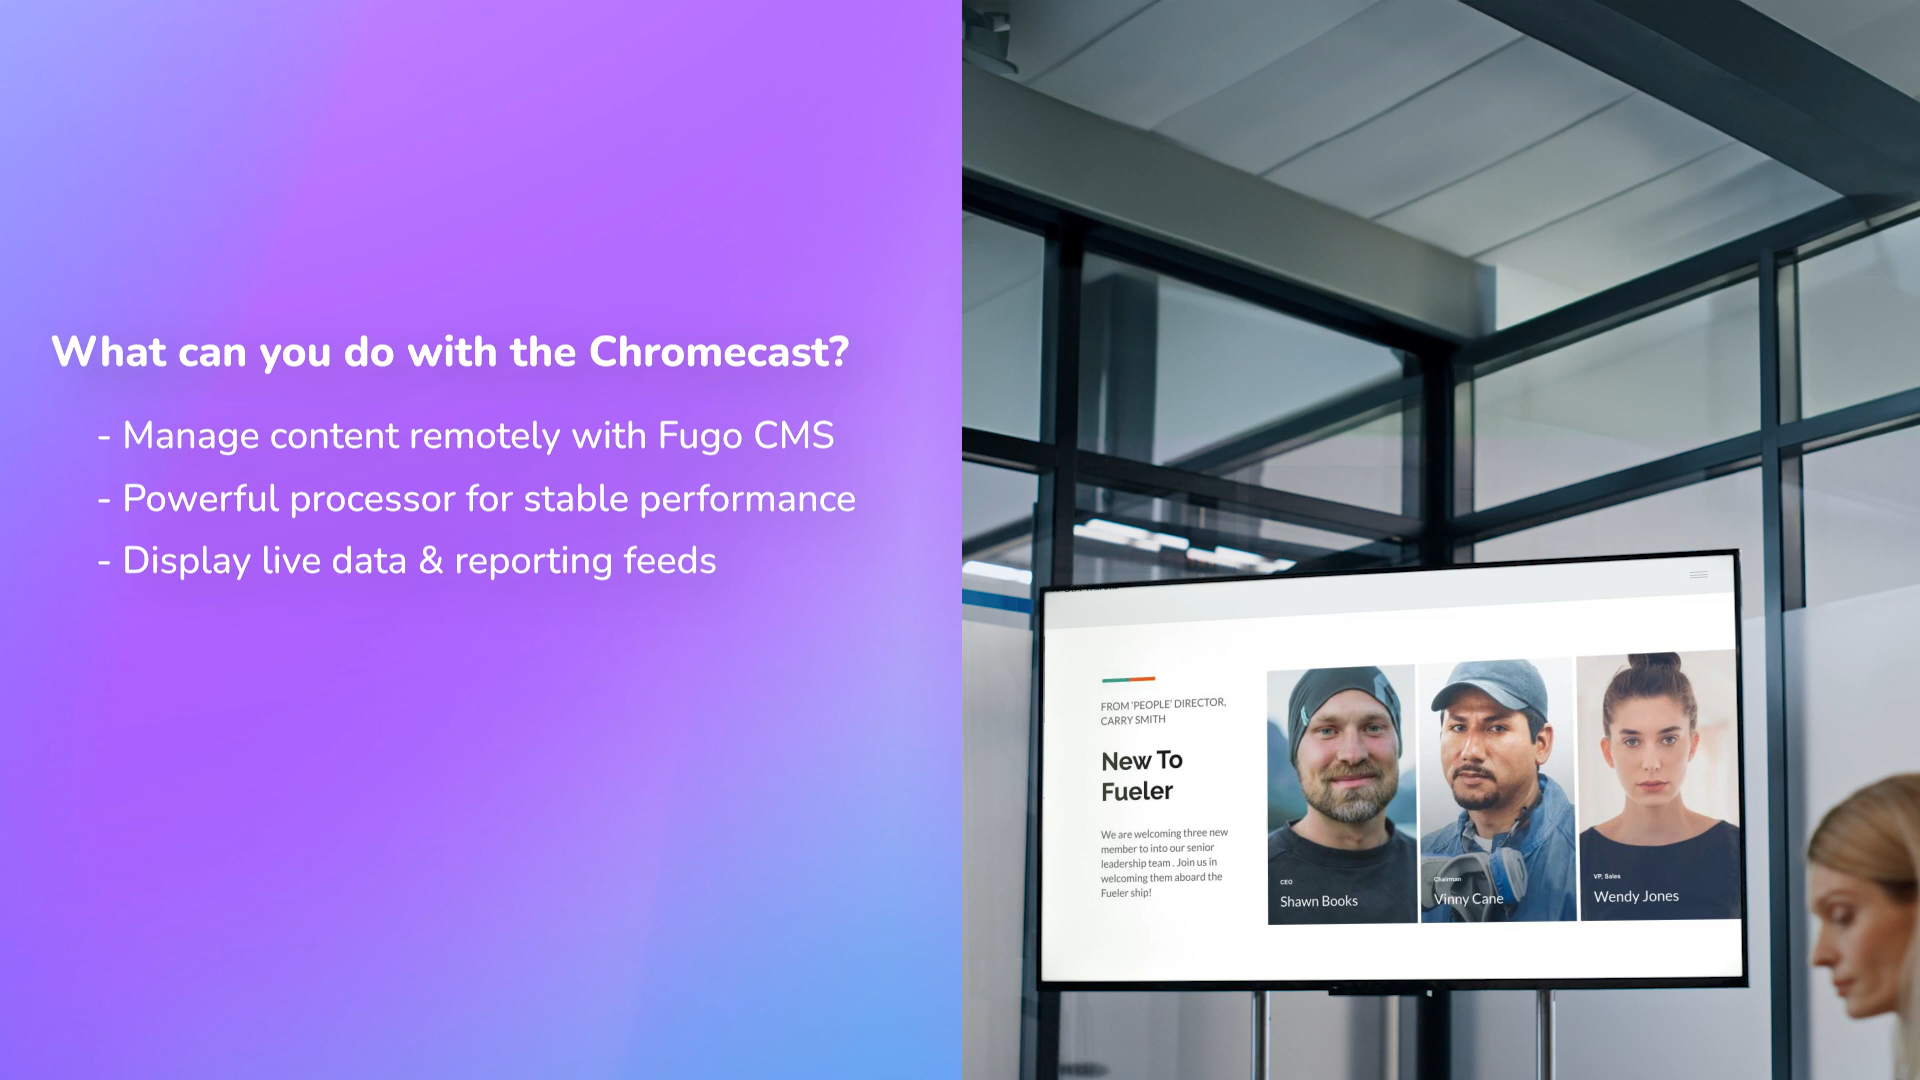 What can you do with the Chromecast?
- Manage content remotely with Fugo CMS
- Powerful processor for stable performance
- Display live data & reporting feeds
FROM 'PEOPLE' DIRECTOR,
CARRY SMITH
New To
Fueler
We are welcoming three new
member to into our senior
leadership team . Join us in
welcoming them aboard the
Fueler ship!
CEO
Shawn Books
Chairman
Vinny Cane
VP, Sales
Wendy Jones